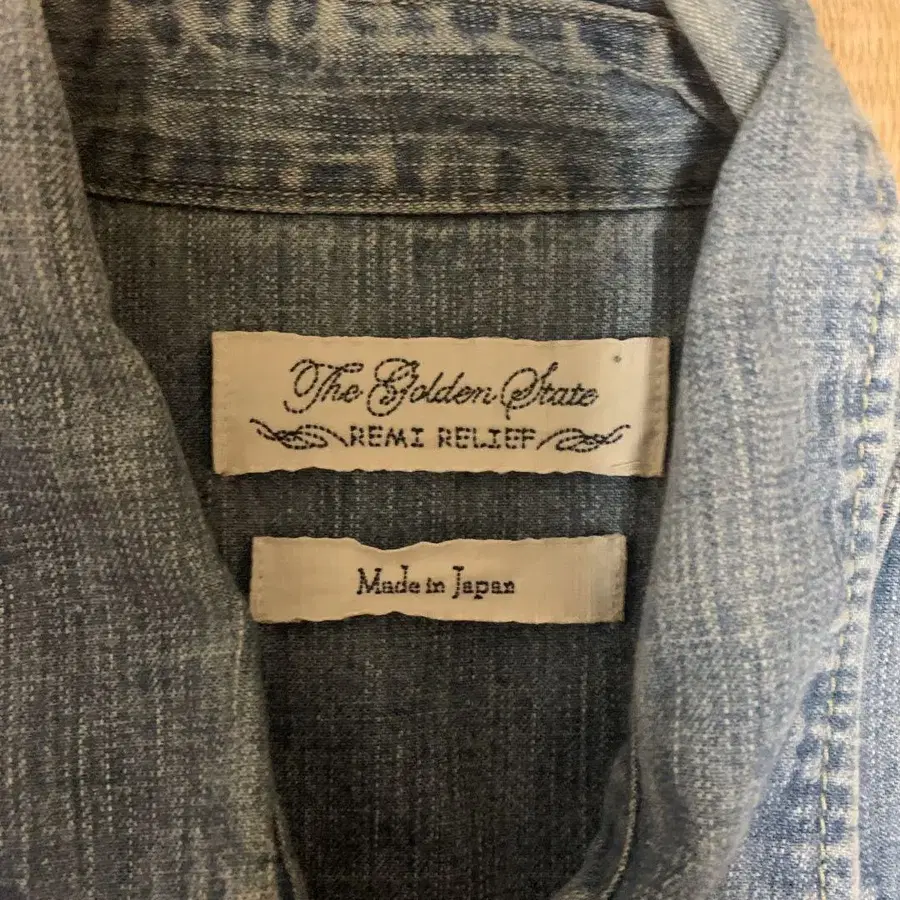 The Golden State
REMI RELIEF
Made in Japan